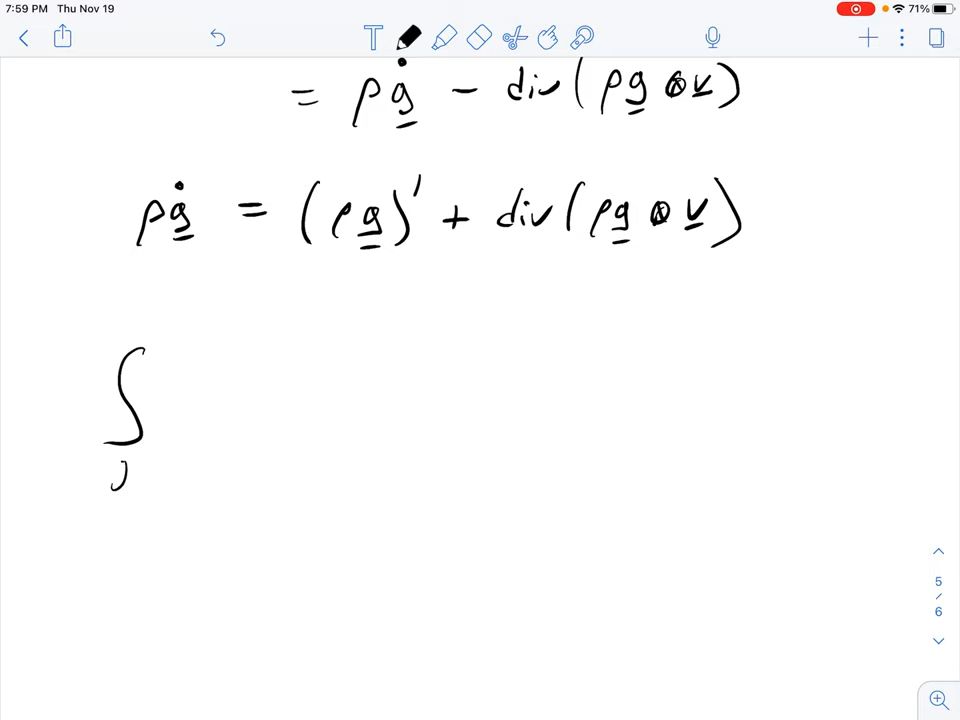 7:59 PM Thu Nov 19 71%
T
= ρġ − div(ρg ⊗ v)
ρġ = (ρg)′ + div(ρg ⊗ v)
∫
5
/
6